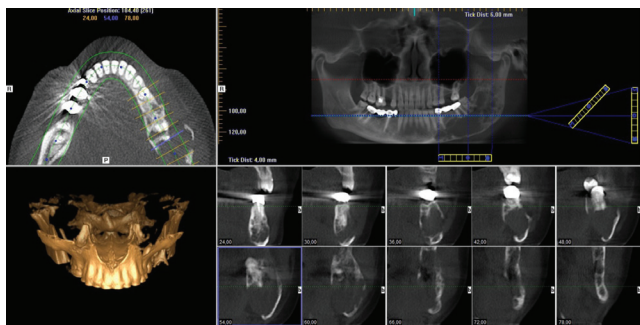 Axial Slice Position: 104,40 [261]
24,00 54,00 78,00
R
P
Tick Dist: 6,00 mm
R
100,00
120,00
Tick Dist: 4,00 mm
24,00
30,00
36,00
42,00
48,00
54,00
60,00
66,00
72,00
78,00